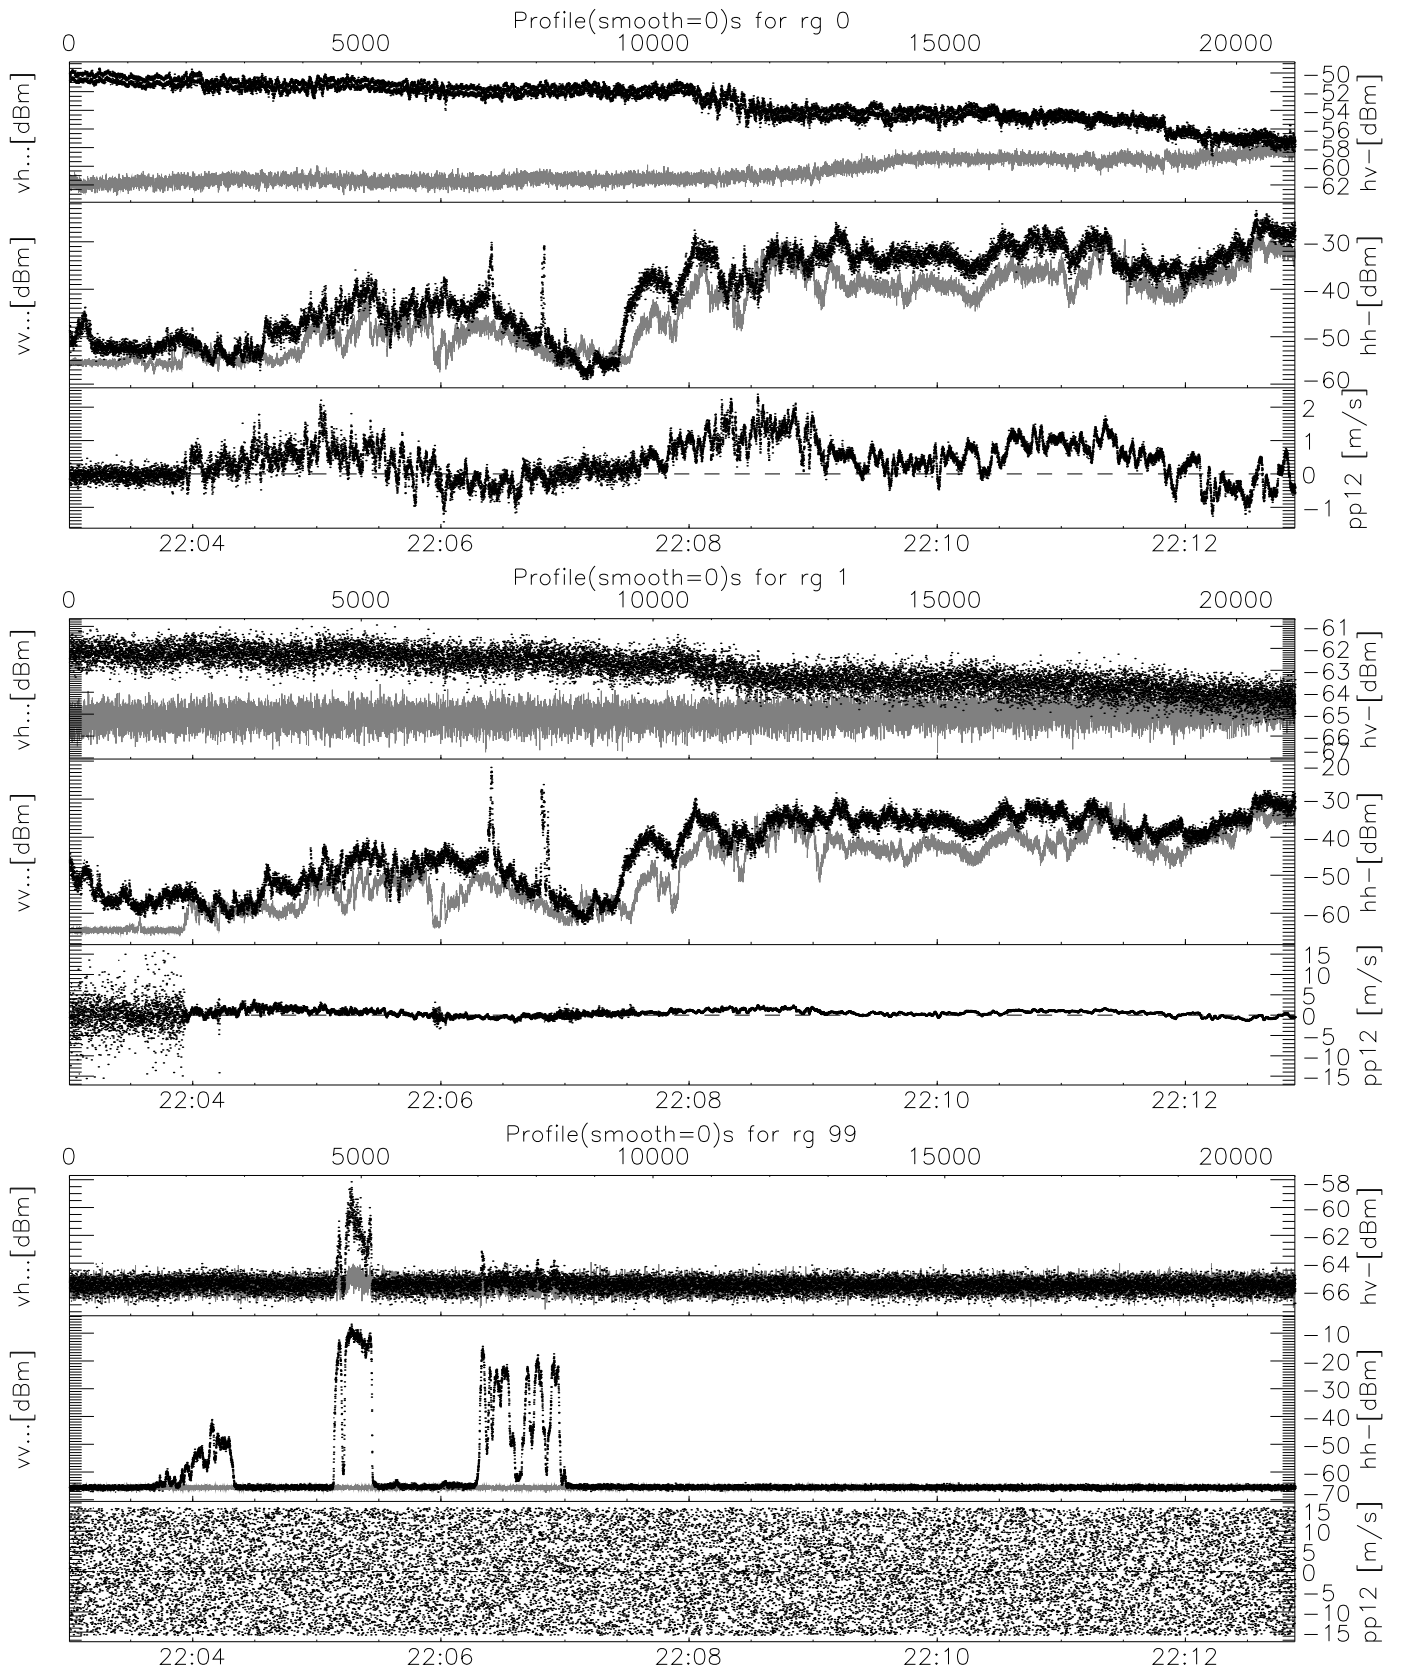 Profile(smooth=0)s for rg 0
0 5000 10000 15000 20000
vh...[dBm]
-50
-52
-54
-56
-58
-60
-62
hv-[dBm]
vv...[dBm]
-30
-40
-50
-60
hh-[dBm]
2
1
0
-1
pp12 [m/s]
22:04 22:06 22:08 22:10 22:12
Profile(smooth=0)s for rg 1
0 5000 10000 15000 20000
vh...[dBm]
-61
-62
-63
-64
-65
-66
-67
hv-[dBm]
vv...[dBm]
-20
-30
-40
-50
-60
hh-[dBm]
15
10
5
0
-5
-10
-15
pp12 [m/s]
22:04 22:06 22:08 22:10 22:12
Profile(smooth=0)s for rg 99
0 5000 10000 15000 20000
vh...[dBm]
-58
-60
-62
-64
-66
hv-[dBm]
vv...[dBm]
-10
-20
-30
-40
-50
-60
-70
hh-[dBm]
15
10
5
0
-5
-10
-15
pp12 [m/s]
22:04 22:06 22:08 22:10 22:12